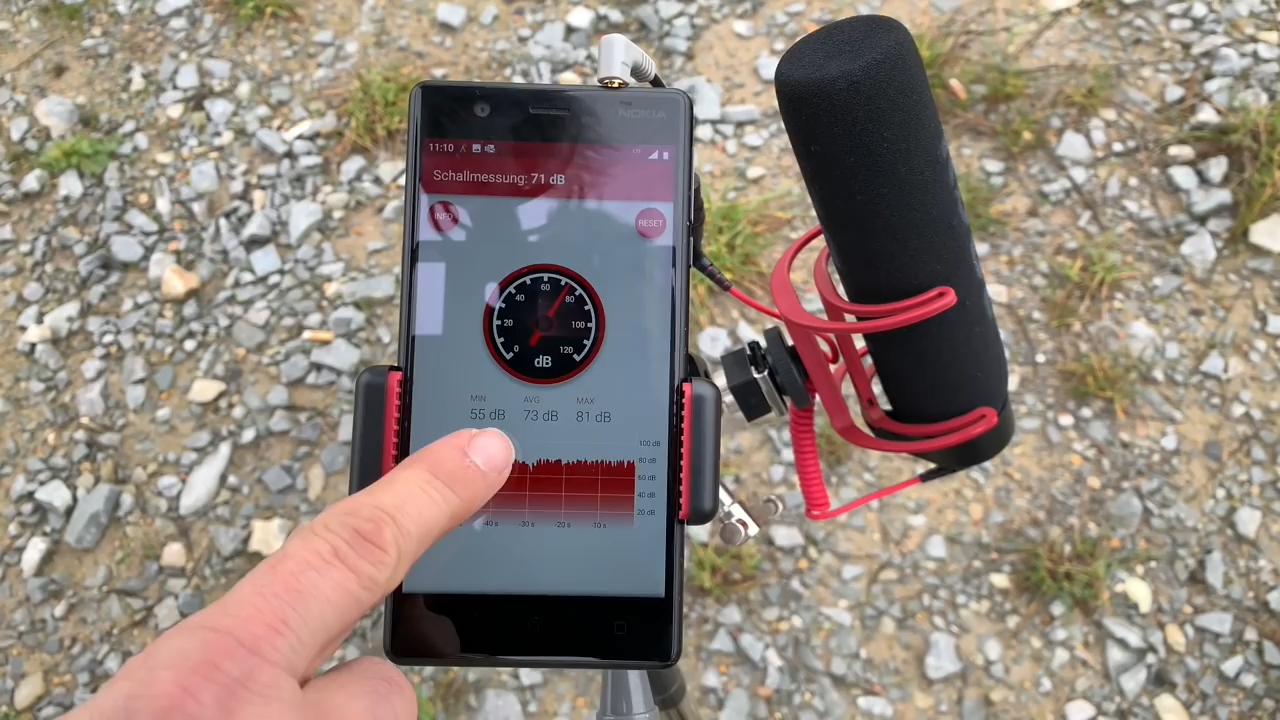 NOKIA
11:10
LTE
Schallmessung: 71 dB
INFO
RESET
0 20 40 60 80 100 120
dB
MIN AVG MAX
55 dB 73 dB 81 dB
100 dB
80 dB
60 dB
40 dB
20 dB
-40 s -30 s -20 s -10 s